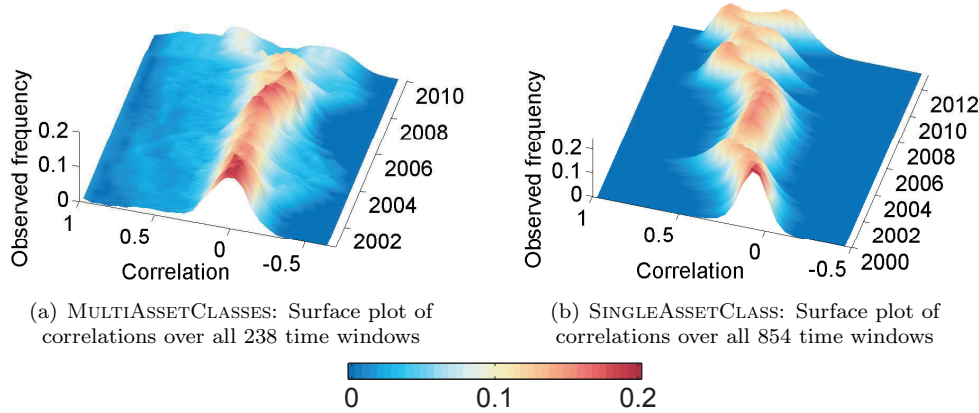 Observed frequency
0.2
0.1
0
1
0.5
0
-0.5
Correlation
2002
2004
2006
2008
2010
Observed frequency
0.2
0.1
0
1
0.5
0
-0.5
Correlation
2000
2002
2004
2006
2008
2010
2012
(a) MULTIASSETCLASSES: Surface plot of
correlations over all 238 time windows
(b) SINGLEASSETCLASS: Surface plot of
correlations over all 854 time windows
0 0.1 0.2